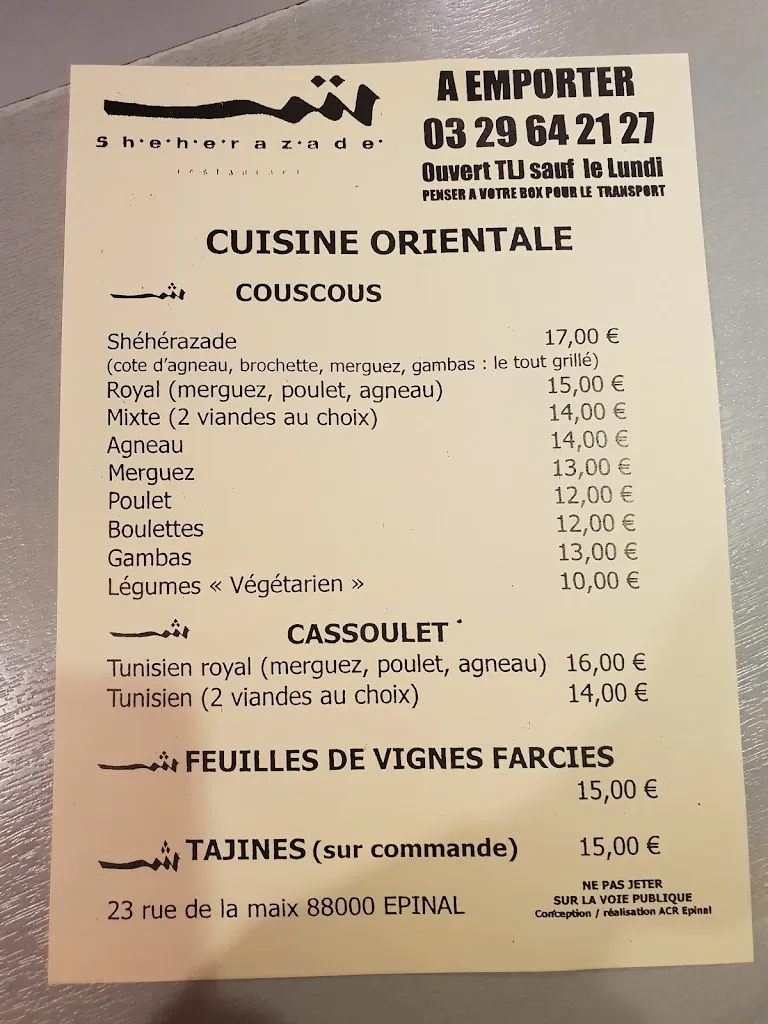 Sheherazade
restaurant
A EMPORTER
03 29 64 21 27
Ouvert TLJ sauf le Lundi
PENSER A VOTRE BOX POUR LE TRANSPORT
CUISINE ORIENTALE
COUSCOUS
Shéhérazade 17,00 €
(cote d'agneau, brochette, merguez, gambas : le tout grillé)
Royal (merguez, poulet, agneau) 15,00 €
Mixte (2 viandes au choix) 14,00 €
Agneau 14,00 €
Merguez 13,00 €
Poulet 12,00 €
Boulettes 12,00 €
Gambas 13,00 €
Légumes « Végétarien » 10,00 €
CASSOULET
Tunisien royal (merguez, poulet, agneau) 16,00 €
Tunisien (2 viandes au choix) 14,00 €
FEUILLES DE VIGNES FARCIES
15,00 €
TAJINES (sur commande) 15,00 €
23 rue de la maix 88000 EPINAL
NE PAS JETER
SUR LA VOIE PUBLIQUE
Conception / réalisation ACR Epinal